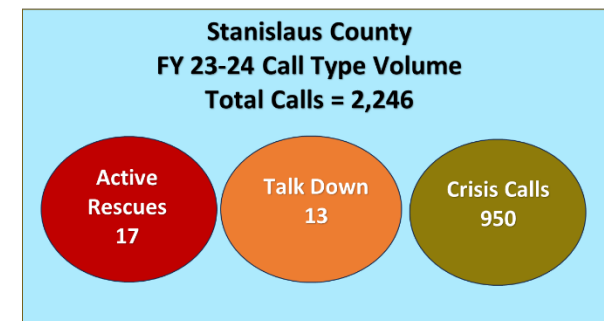 Stanislaus County
FY 23-24 Call Type Volume
Total Calls = 2,246
Active
Rescues
17
Talk Down
13
Crisis Calls
950